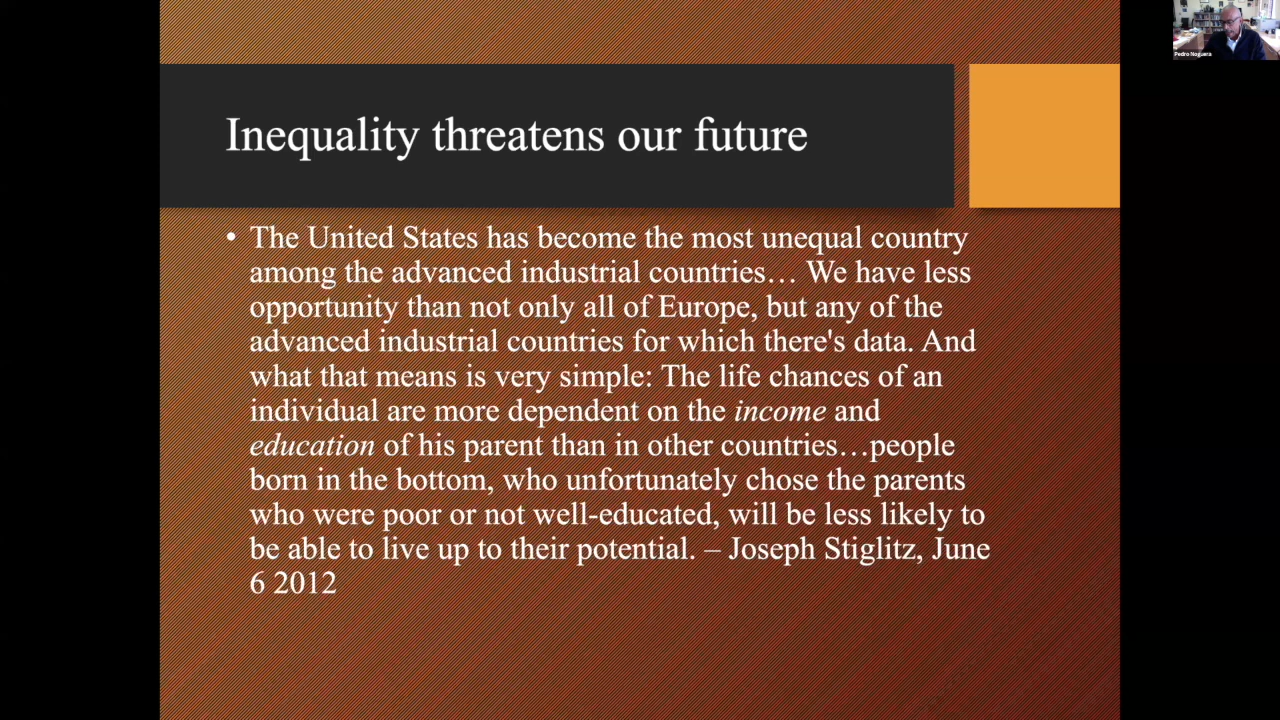 Inequality threatens our future
• The United States has become the most unequal country
among the advanced industrial countries… We have less
opportunity than not only all of Europe, but any of the
advanced industrial countries for which there's data. And
what that means is very simple: The life chances of an
individual are more dependent on the income and
education of his parent than in other countries…people
born in the bottom, who unfortunately chose the parents
who were poor or not well-educated, will be less likely to
be able to live up to their potential. – Joseph Stiglitz, June
6 2012
Pedro Noguera